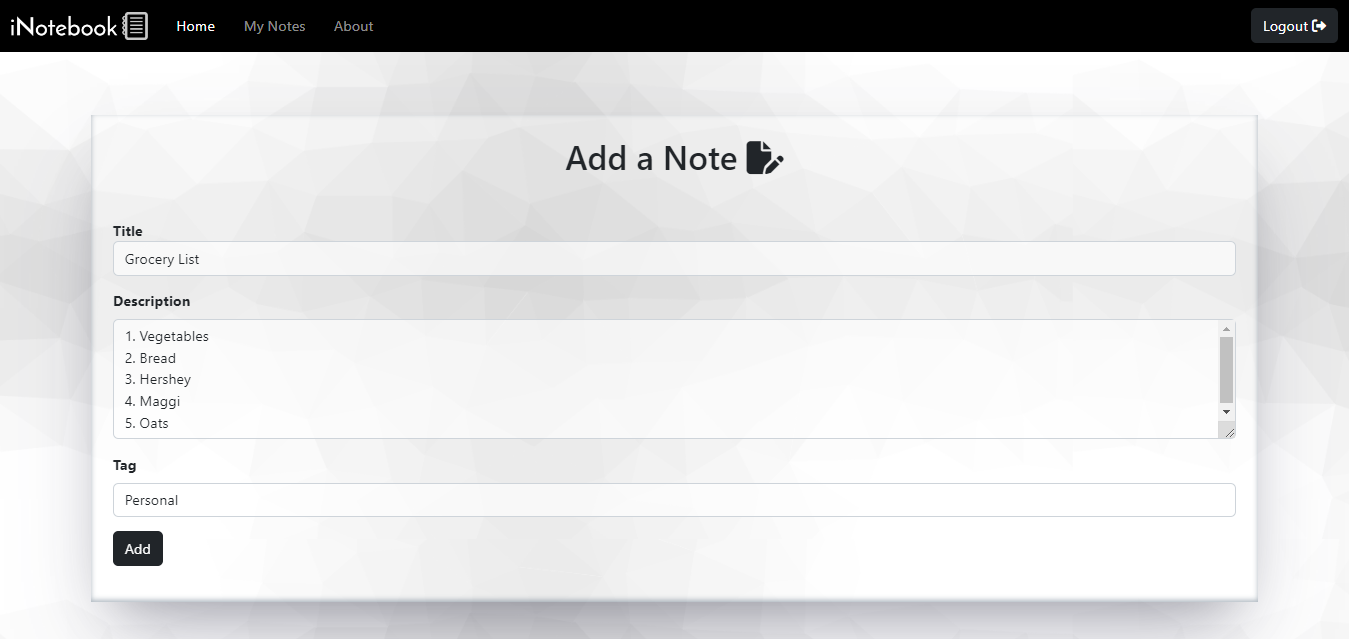 iNotebook Home My Notes About Logout
Add a Note
Title
Grocery List
Description
1. Vegetables
2. Bread
3. Hershey
4. Maggi
5. Oats
Tag
Personal
Add